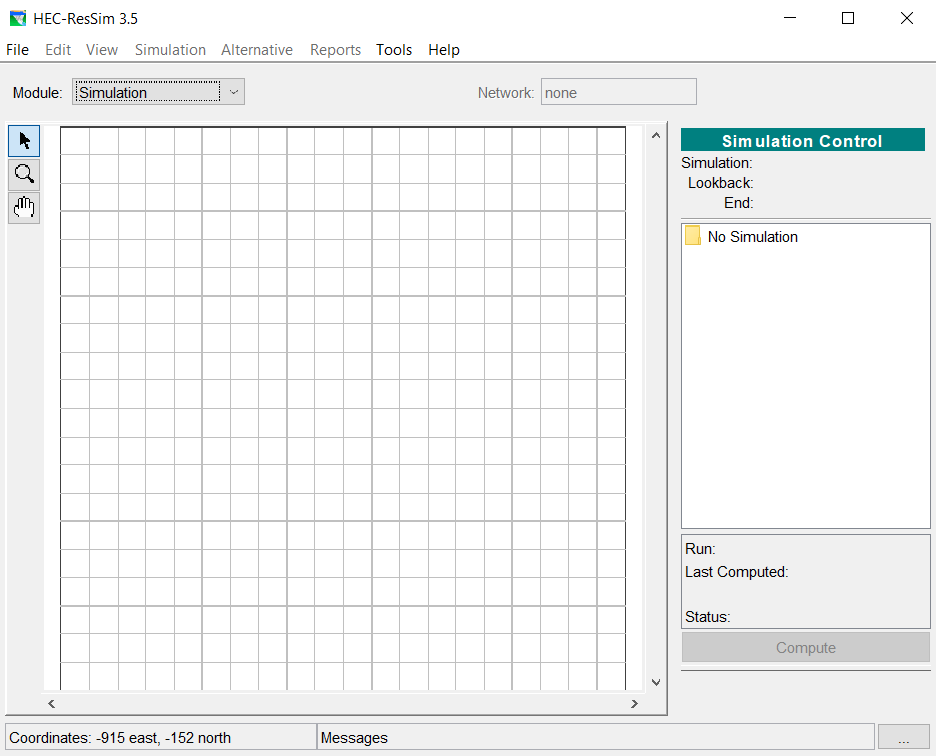 HEC-ResSim 3.5
File Edit View Simulation Alternative Reports Tools Help
Module: Simulation Network: none
Simulation Control
Simulation:
Lookback:
End:
No Simulation
Run:
Last Computed:
Status:
Compute
Coordinates: -915 east, -152 north Messages ...